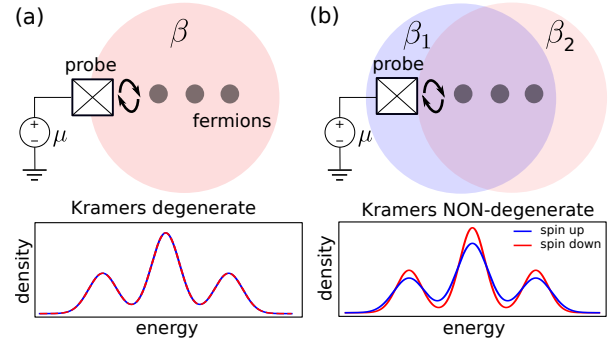 (a)
β
probe
fermions
+
−
μ
Kramers degenerate
density
energy
(b)
β₁
β₂
probe
+
−
μ
Kramers NON-degenerate
spin up
spin down
density
energy